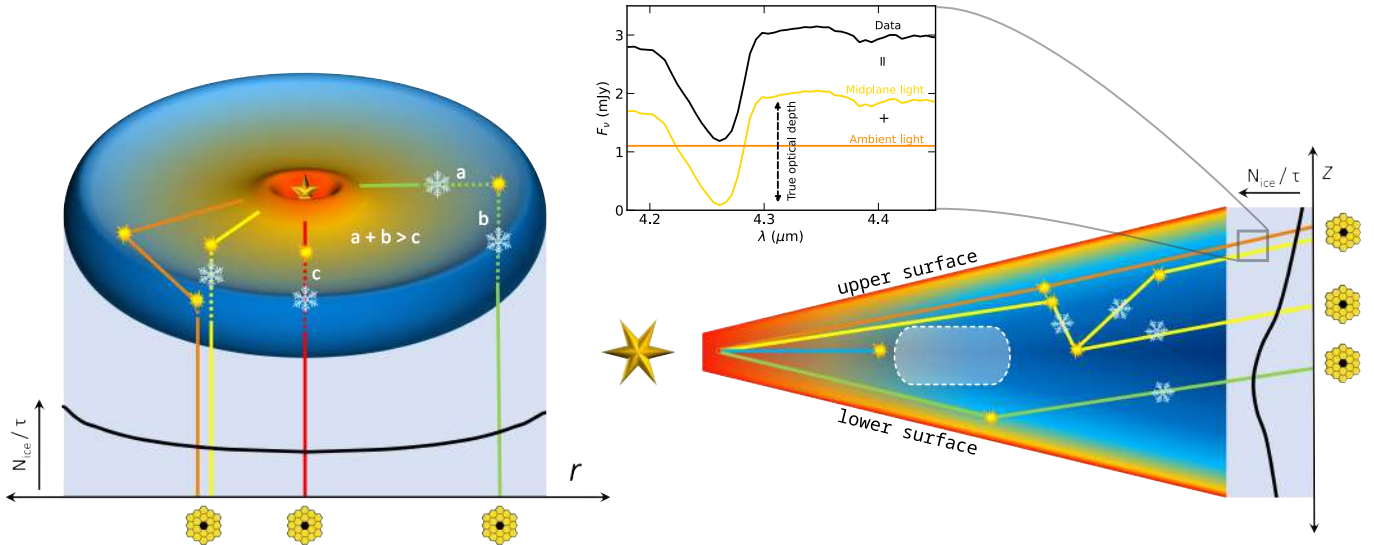 a
b
a + b > c
c
N_ice / τ
r
3
2
1
0
F_ν (mJy)
4.2
4.3
4.4
λ (μm)
Data
=
Midplane light
+
Ambient light
True optical depth
N_ice / τ
Z
upper surface
lower surface